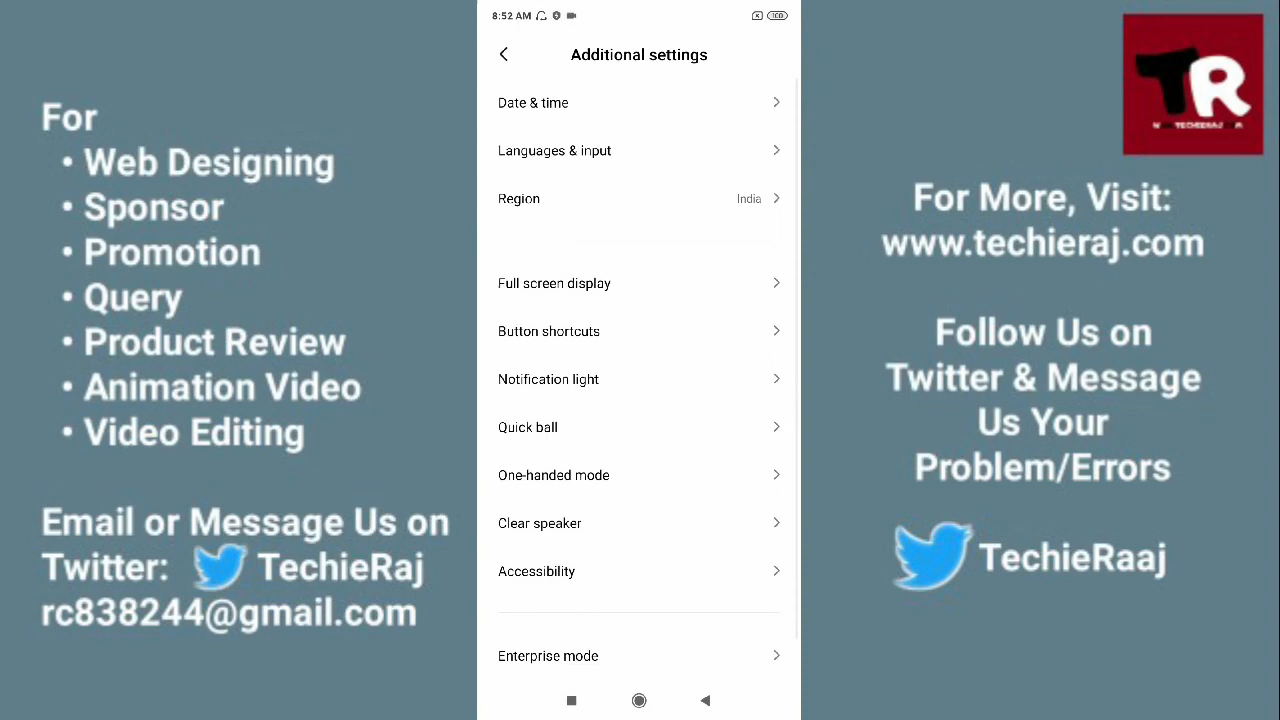 For
• Web Designing
• Sponsor
• Promotion
• Query
• Product Review
• Animation Video
• Video Editing
Email or Message Us on
Twitter: TechieRaj
rc838244@gmail.com
8:52 AM
100
Additional settings
Date & time
Languages & input
Region India
Full screen display
Button shortcuts
Notification light
Quick ball
One-handed mode
Clear speaker
Accessibility
Enterprise mode
TR
For More, Visit:
www.techieraj.com
Follow Us on
Twitter & Message
Us Your
Problem/Errors
TechieRaaj